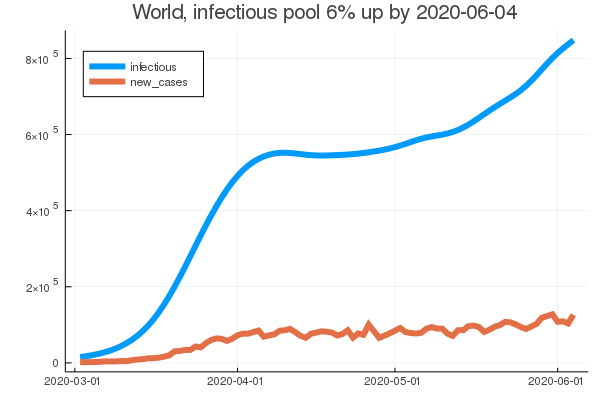 World, infectious pool 6% up by 2020-06-04
8×10 5
infectious
new_cases
6×10 5
4×10 5
2×10 5
0
2020-03-01 2020-04-01 2020-05-01 2020-06-01